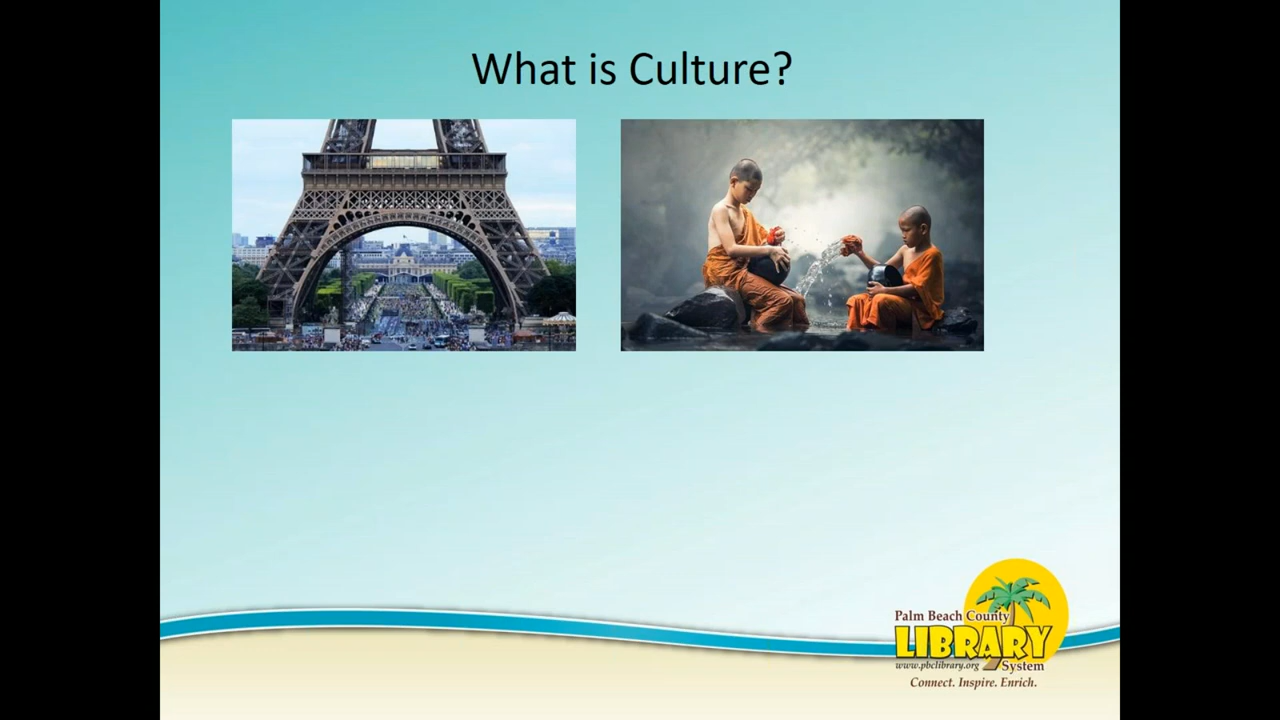 What is Culture?
Palm Beach County
LIBRARY
www.pbclibrary.org System
Connect. Inspire. Enrich.